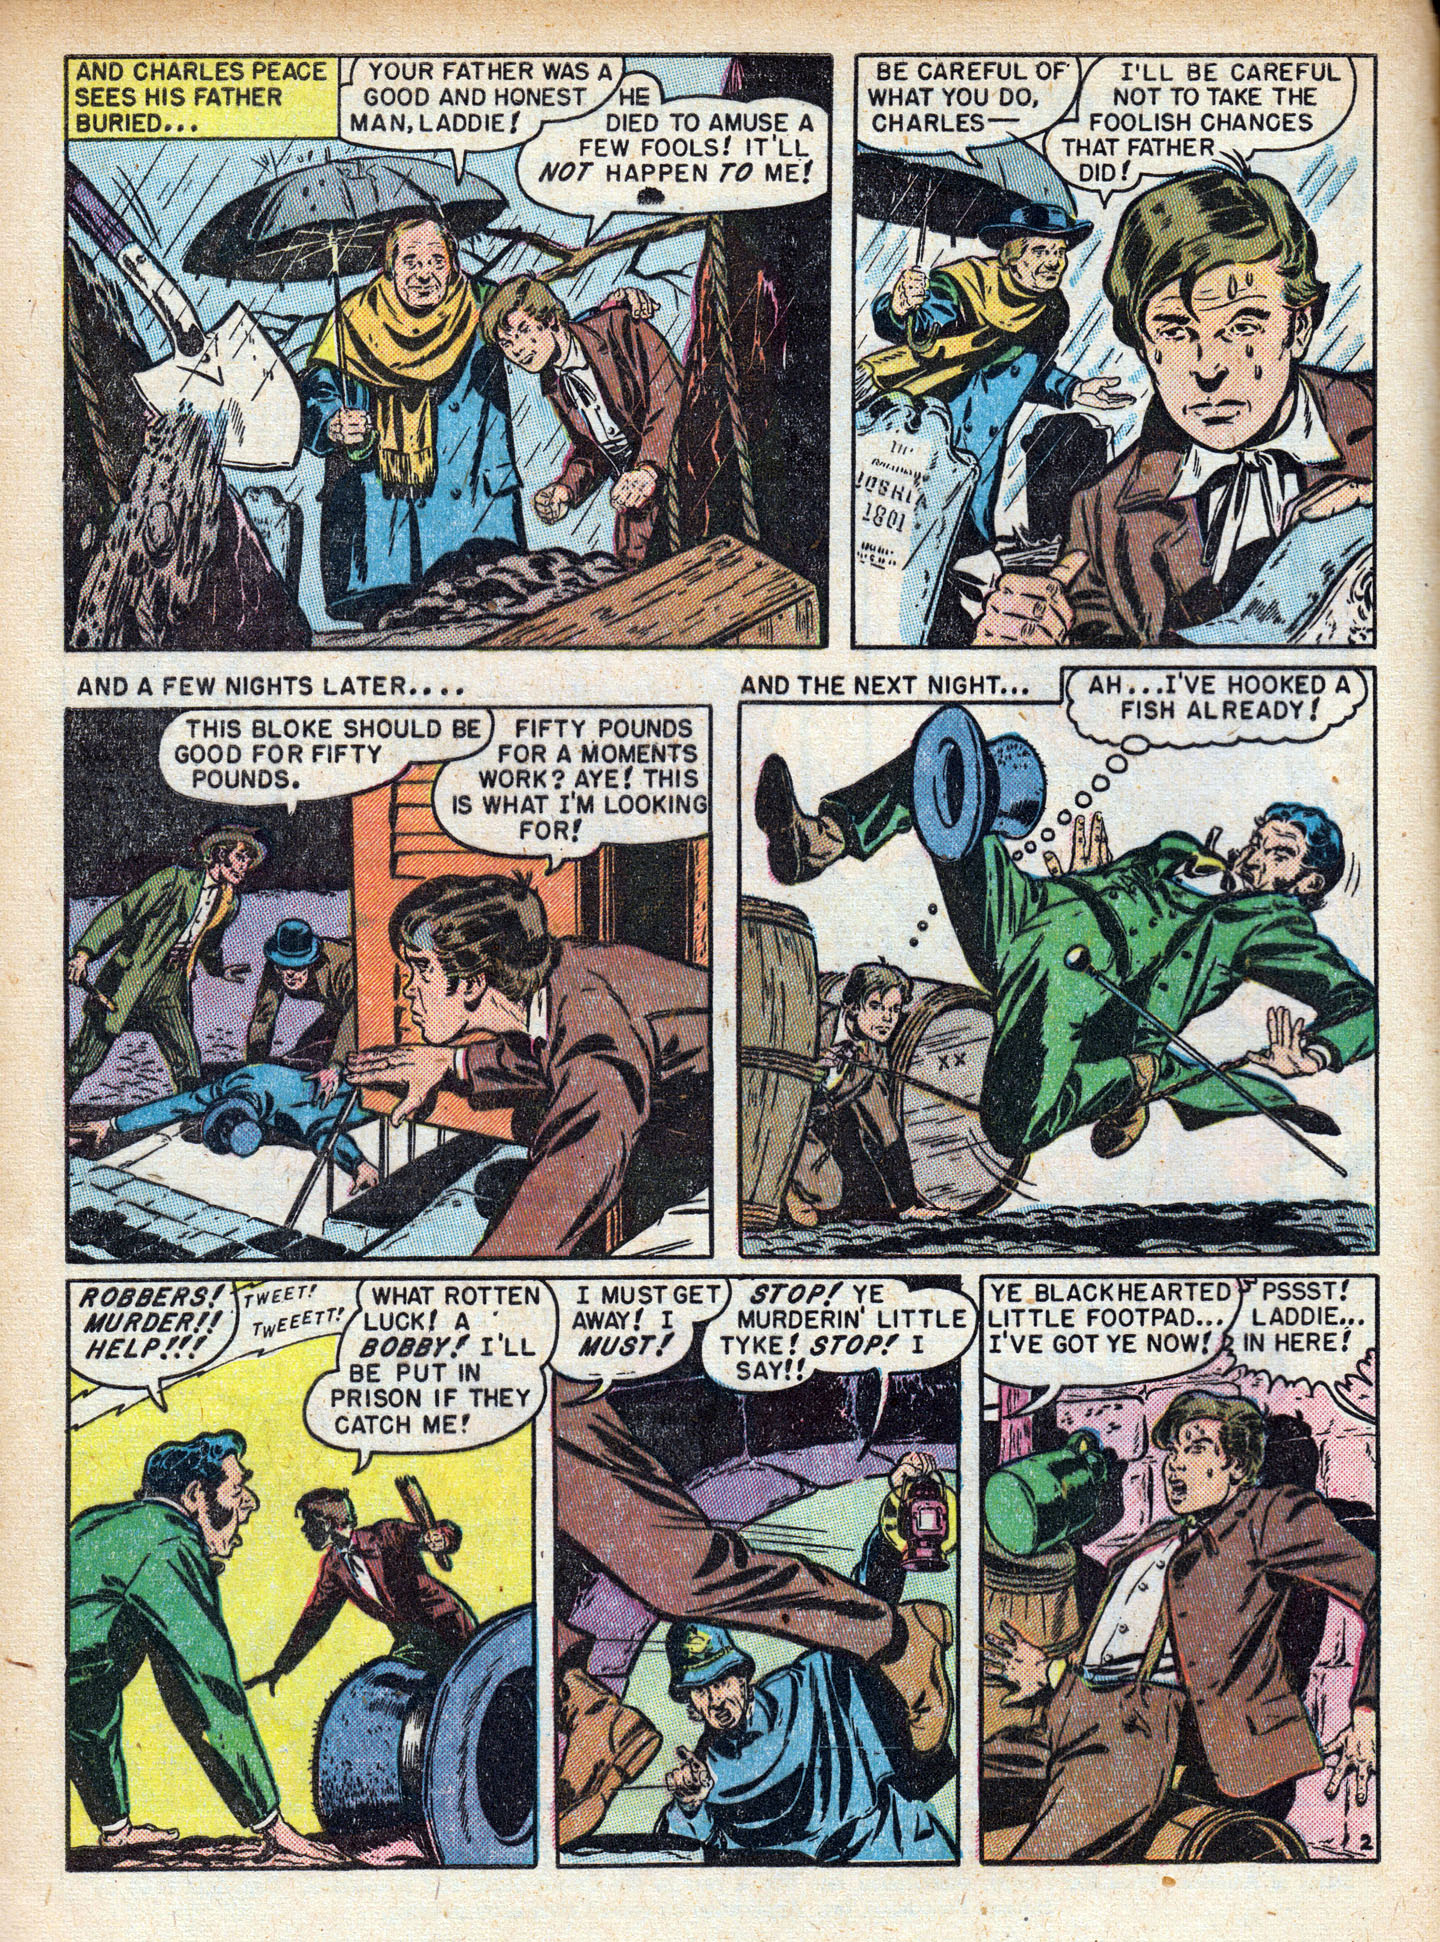 AND CHARLES PEACE
SEES HIS FATHER
BURIED...
YOUR FATHER WAS A
GOOD AND HONEST
MAN, LADDIE!
HE
DIED TO AMUSE A
FEW FOOLS! IT'LL
NOT HAPPEN TO ME!
BE CAREFUL OF
WHAT YOU DO,
CHARLES—
I'LL BE CAREFUL
NOT TO TAKE THE
FOOLISH CHANCES
THAT FATHER
DID!
1801
AND A FEW NIGHTS LATER....
THIS BLOKE SHOULD BE
GOOD FOR FIFTY
POUNDS.
FIFTY POUNDS
FOR A MOMENTS
WORK? AYE! THIS
IS WHAT I'M LOOKING
FOR!
AND THE NEXT NIGHT...
AH...I'VE HOOKED A
FISH ALREADY!
XX
ROBBERS!
MURDER!!
HELP!!!
TWEET!
TWEEETT!
WHAT ROTTEN
LUCK! A
BOBBY! I'LL
BE PUT IN
PRISON IF THEY
CATCH ME!
I MUST GET
AWAY! I
MUST!
STOP! YE
MURDERIN' LITTLE
TYKE! STOP! I
SAY!!
YE BLACKHEARTED
LITTLE FOOTPAD...
I'VE GOT YE NOW!
PSSST!
LADDIE...
IN HERE!
2